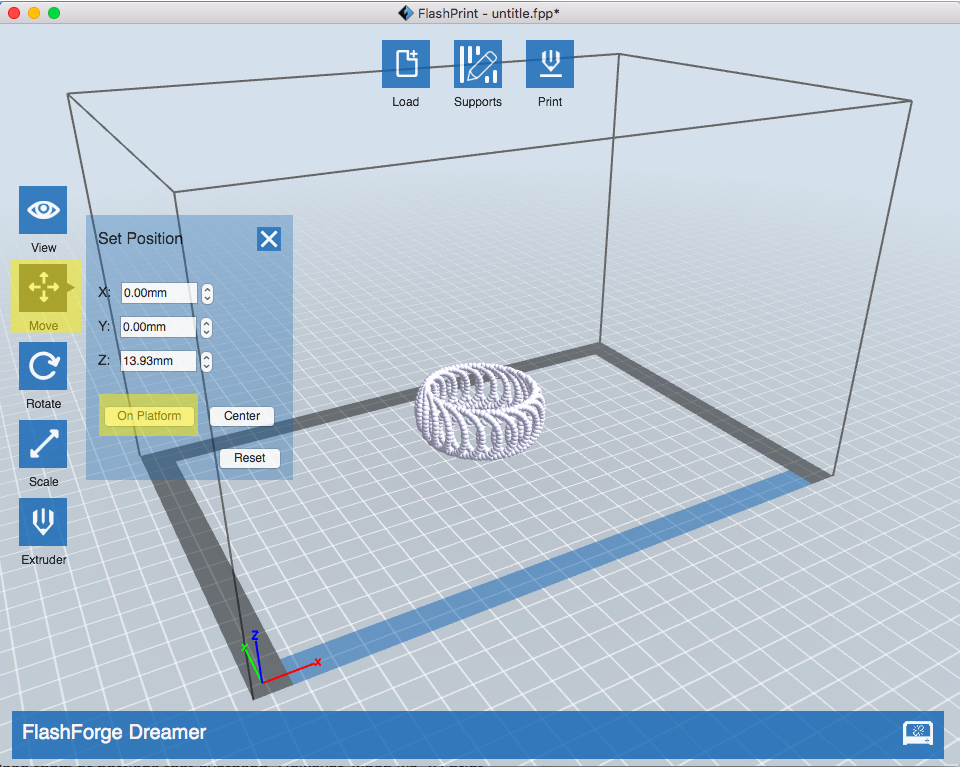 FlashPrint - untitle.fpp*
Load
Supports
Print
View
Set Position
X: 0.00mm
Move
Y: 0.00mm
Z: 13.93mm
Rotate
On Platform
Center
Reset
Scale
Extruder
Z
X
FlashForge Dreamer